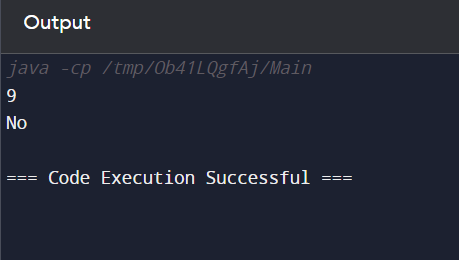 Output
java -cp /tmp/Ob41LQgfAj/Main
9
No
=== Code Execution Successful ===